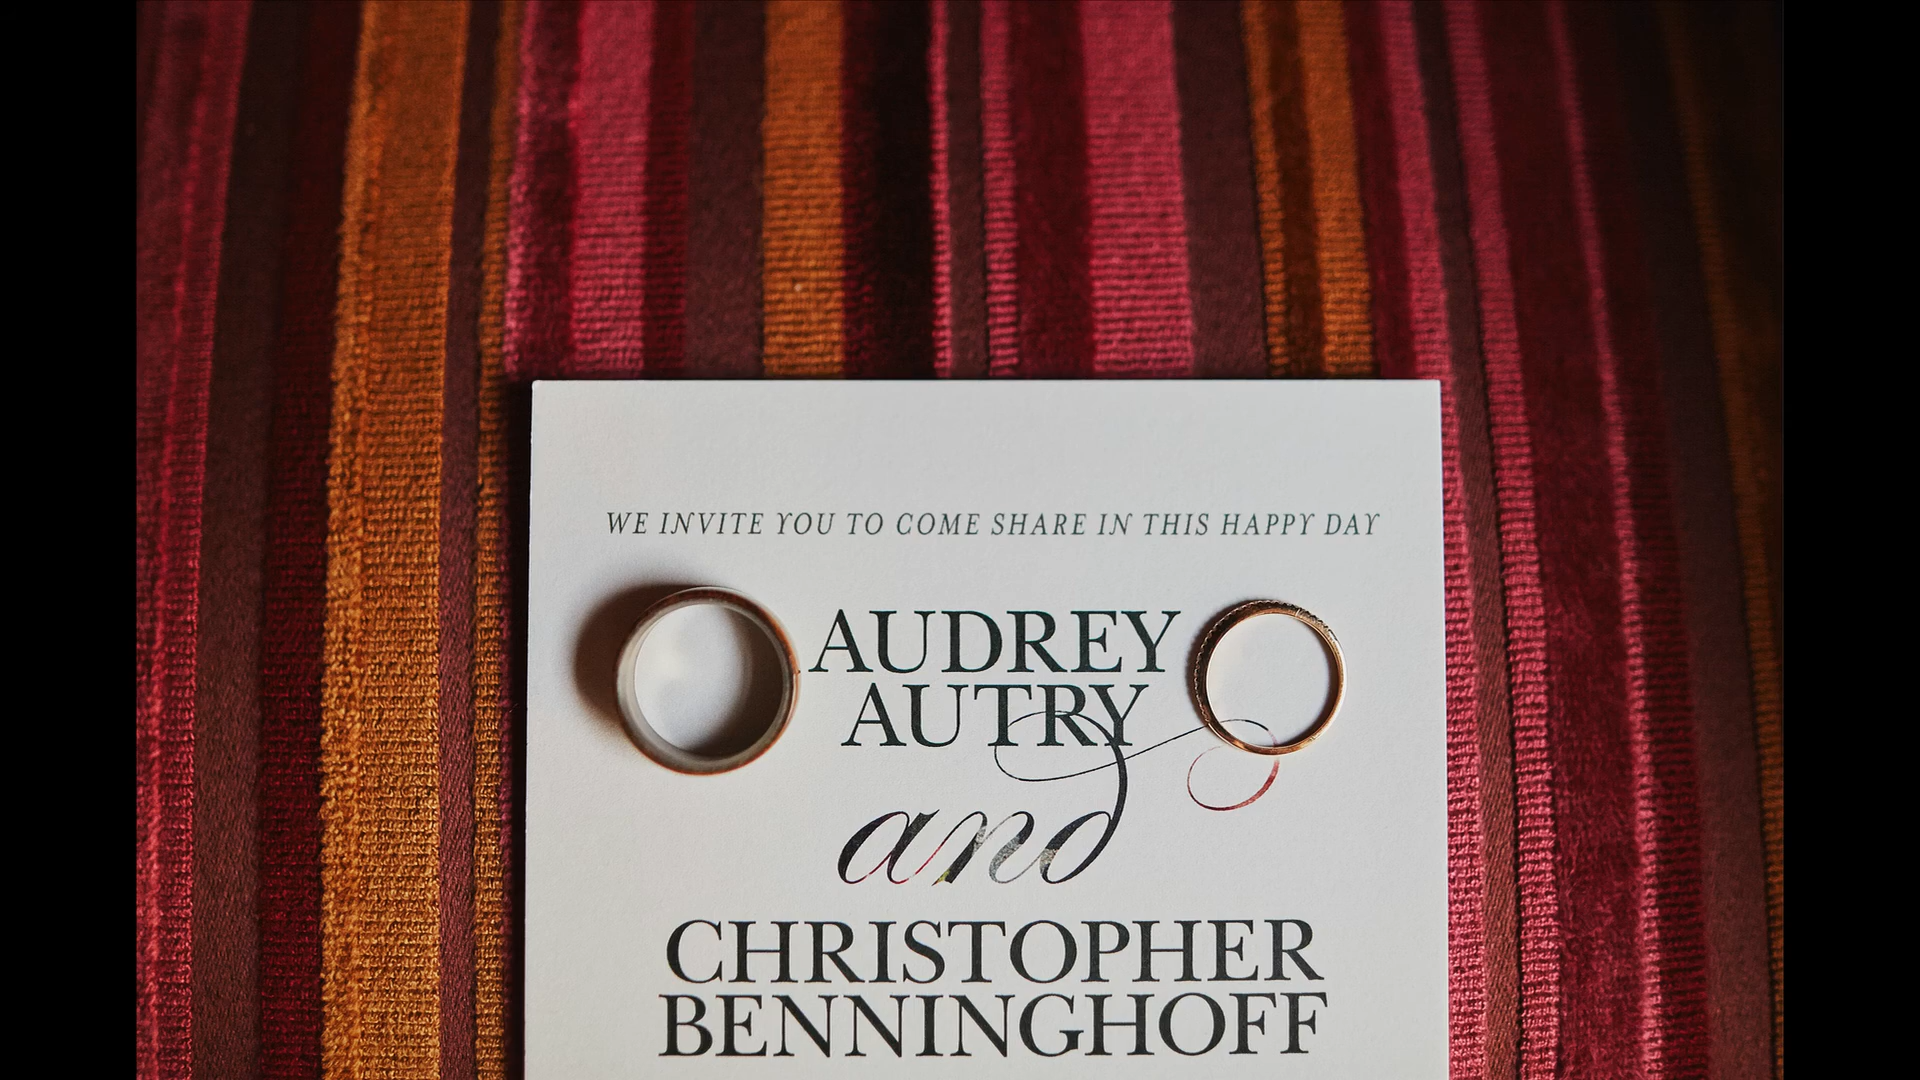 WE INVITE YOU TO COME SHARE IN THIS HAPPY DAY
AUDREY
AUTRY
and
CHRISTOPHER
BENNINGHOFF